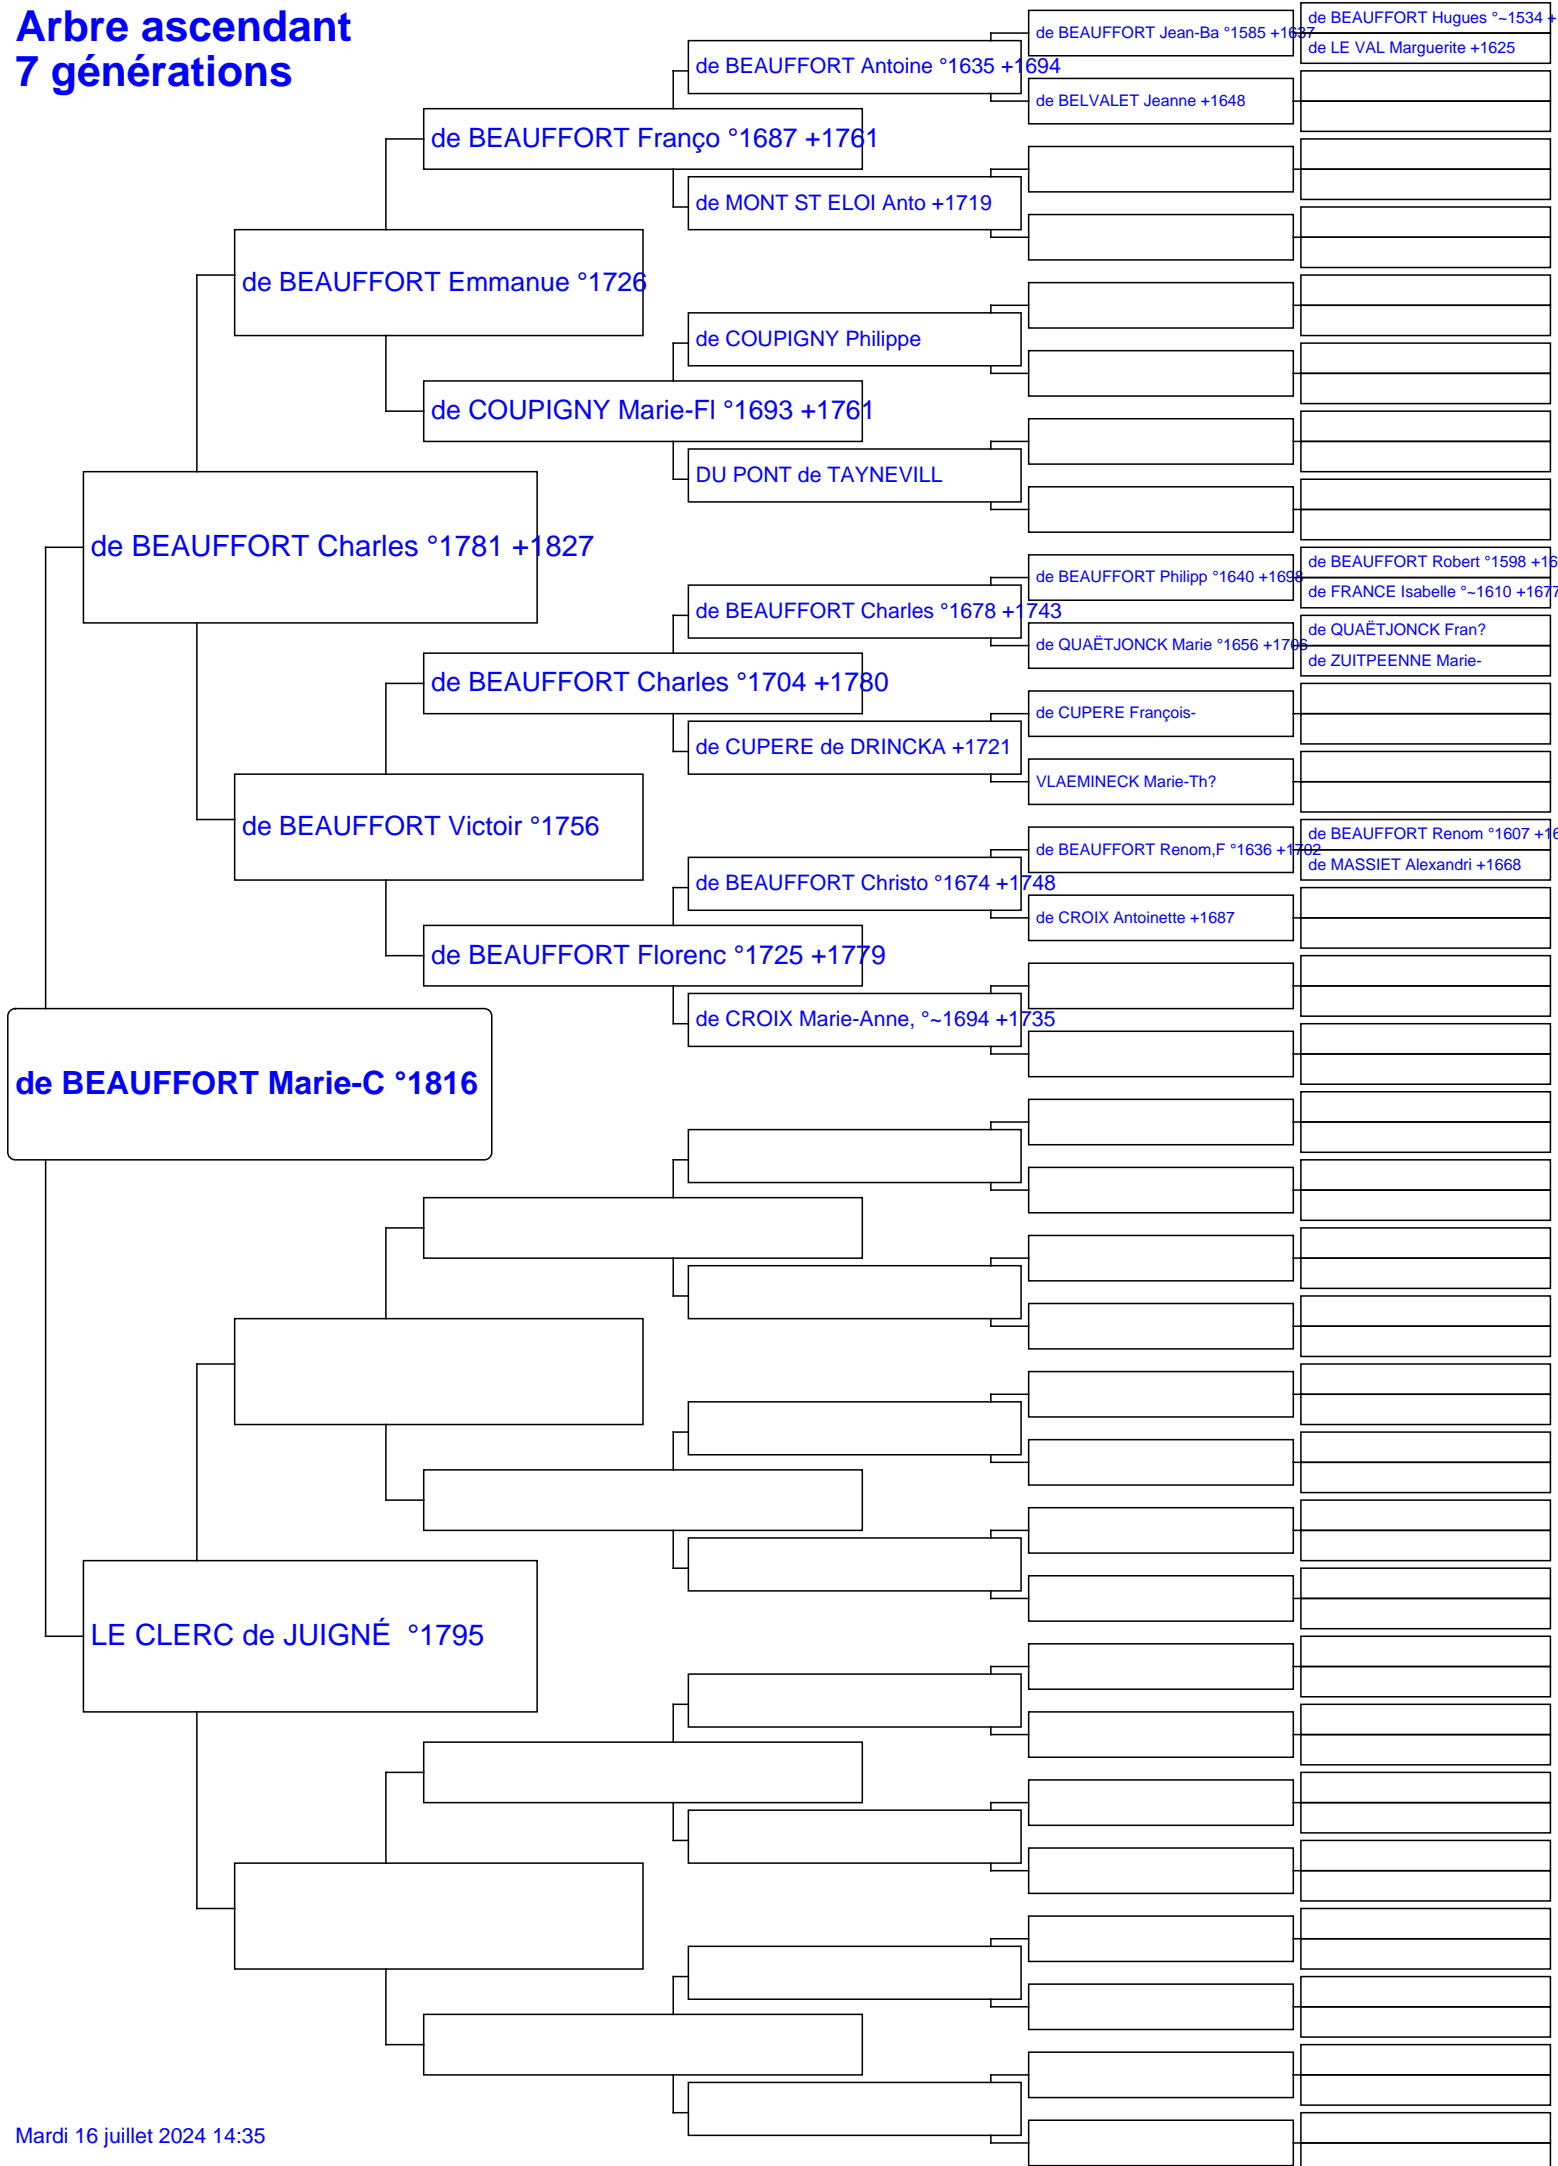 Arbre ascendant
7 générations
de BEAUFFORT Hugues °~1534 +
de BEAUFFORT Jean-Ba °1585 +1637
de LE VAL Marguerite +1625
de BEAUFFORT Antoine °1635 +1694
de BELVALET Jeanne +1648
de BEAUFFORT Franço °1687 +1761
de MONT ST ELOI Anto +1719
de BEAUFFORT Emmanue °1726
de COUPIGNY Philippe
de COUPIGNY Marie-Fl °1693 +1761
DU PONT de TAYNEVILL
de BEAUFFORT Charles °1781 +1827
de BEAUFFORT Robert °1598 +16
de BEAUFFORT Philipp °1640 +1698
de FRANCE Isabelle °~1610 +1677
de BEAUFFORT Charles °1678 +1743
de QUAËTJONCK Fran?
de QUAËTJONCK Marie °1656 +1706
de ZUITPEENNE Marie-
de BEAUFFORT Charles °1704 +1780
de CUPERE François-
de CUPERE de DRINCKA +1721
VLAEMINECK Marie-Th?
de BEAUFFORT Victoir °1756
de BEAUFFORT Renom °1607 +16
de BEAUFFORT Renom,F °1636 +1702
de MASSIET Alexandri +1668
de BEAUFFORT Christo °1674 +1748
de CROIX Antoinette +1687
de BEAUFFORT Florenc °1725 +1779
de CROIX Marie-Anne, °~1694 +1735
de BEAUFFORT Marie-C °1816
LE CLERC de JUIGNÉ °1795
Mardi 16 juillet 2024 14:35